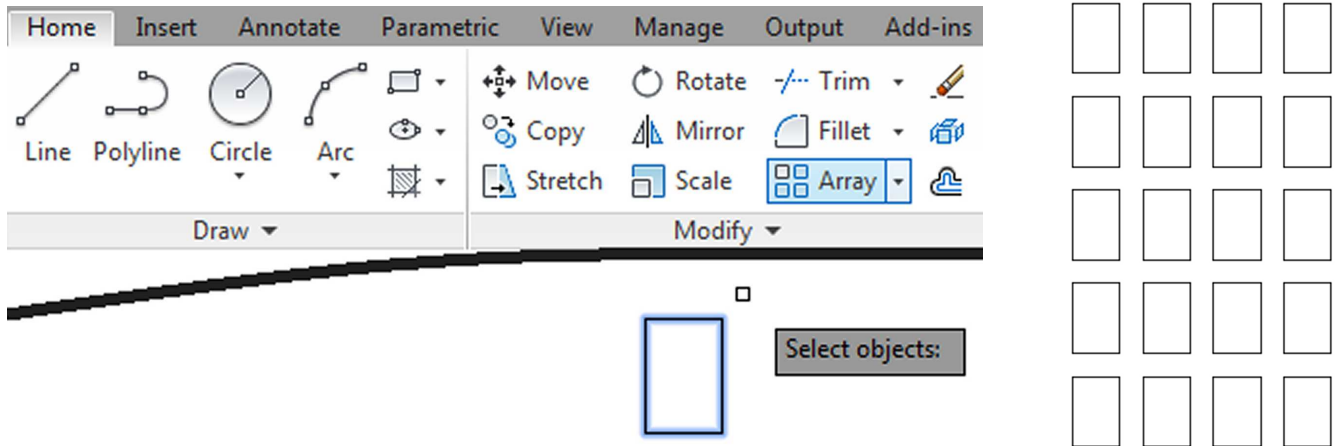 Home Insert Annotate Parametric View Manage Output Add-ins
Move Rotate Trim
Copy Mirror Fillet
Line Polyline Circle Arc
Stretch Scale Array
Draw Modify
Select objects: